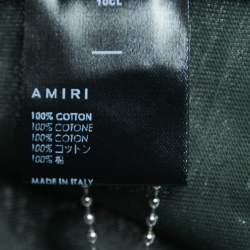 AMIRI
100% COTTON
100% COTONE
100% COTON
100% コットン
100% 棉
MADE IN ITALY